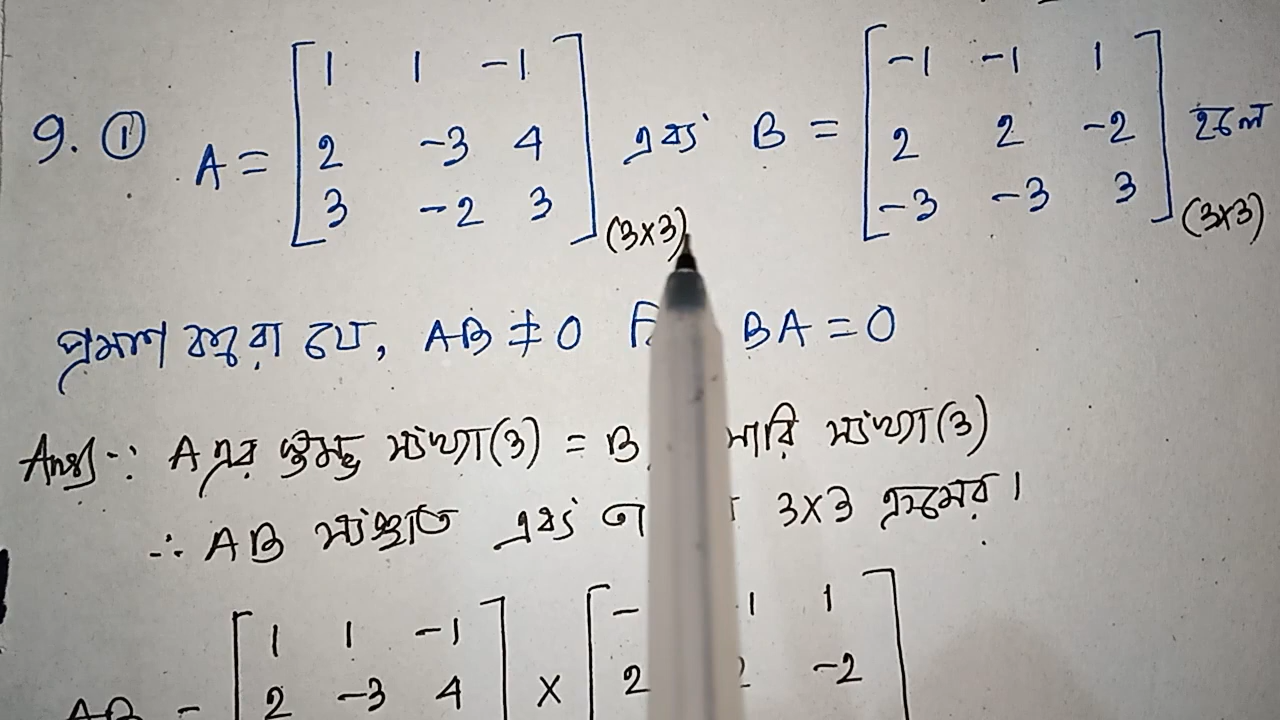 9. ① A = [ 1 1 -1
2 -3 4
3 -2 3 ] (3×3) এবং B = [ -1 -1 1
2 2 -2
-3 -3 3 ] (3×3) হলে
প্রমাণ করো যে, AB ≠ 0 BA = 0
Ans -: A এর স্তম্ভ সংখ্যা (3) = B সারি সংখ্যা (3)
∴ AB সংজ্ঞাত এবং 3×3 ক্রমের।
AB = [ 1 1 -1
2 -3 4 × [ - 1 1
2 -2